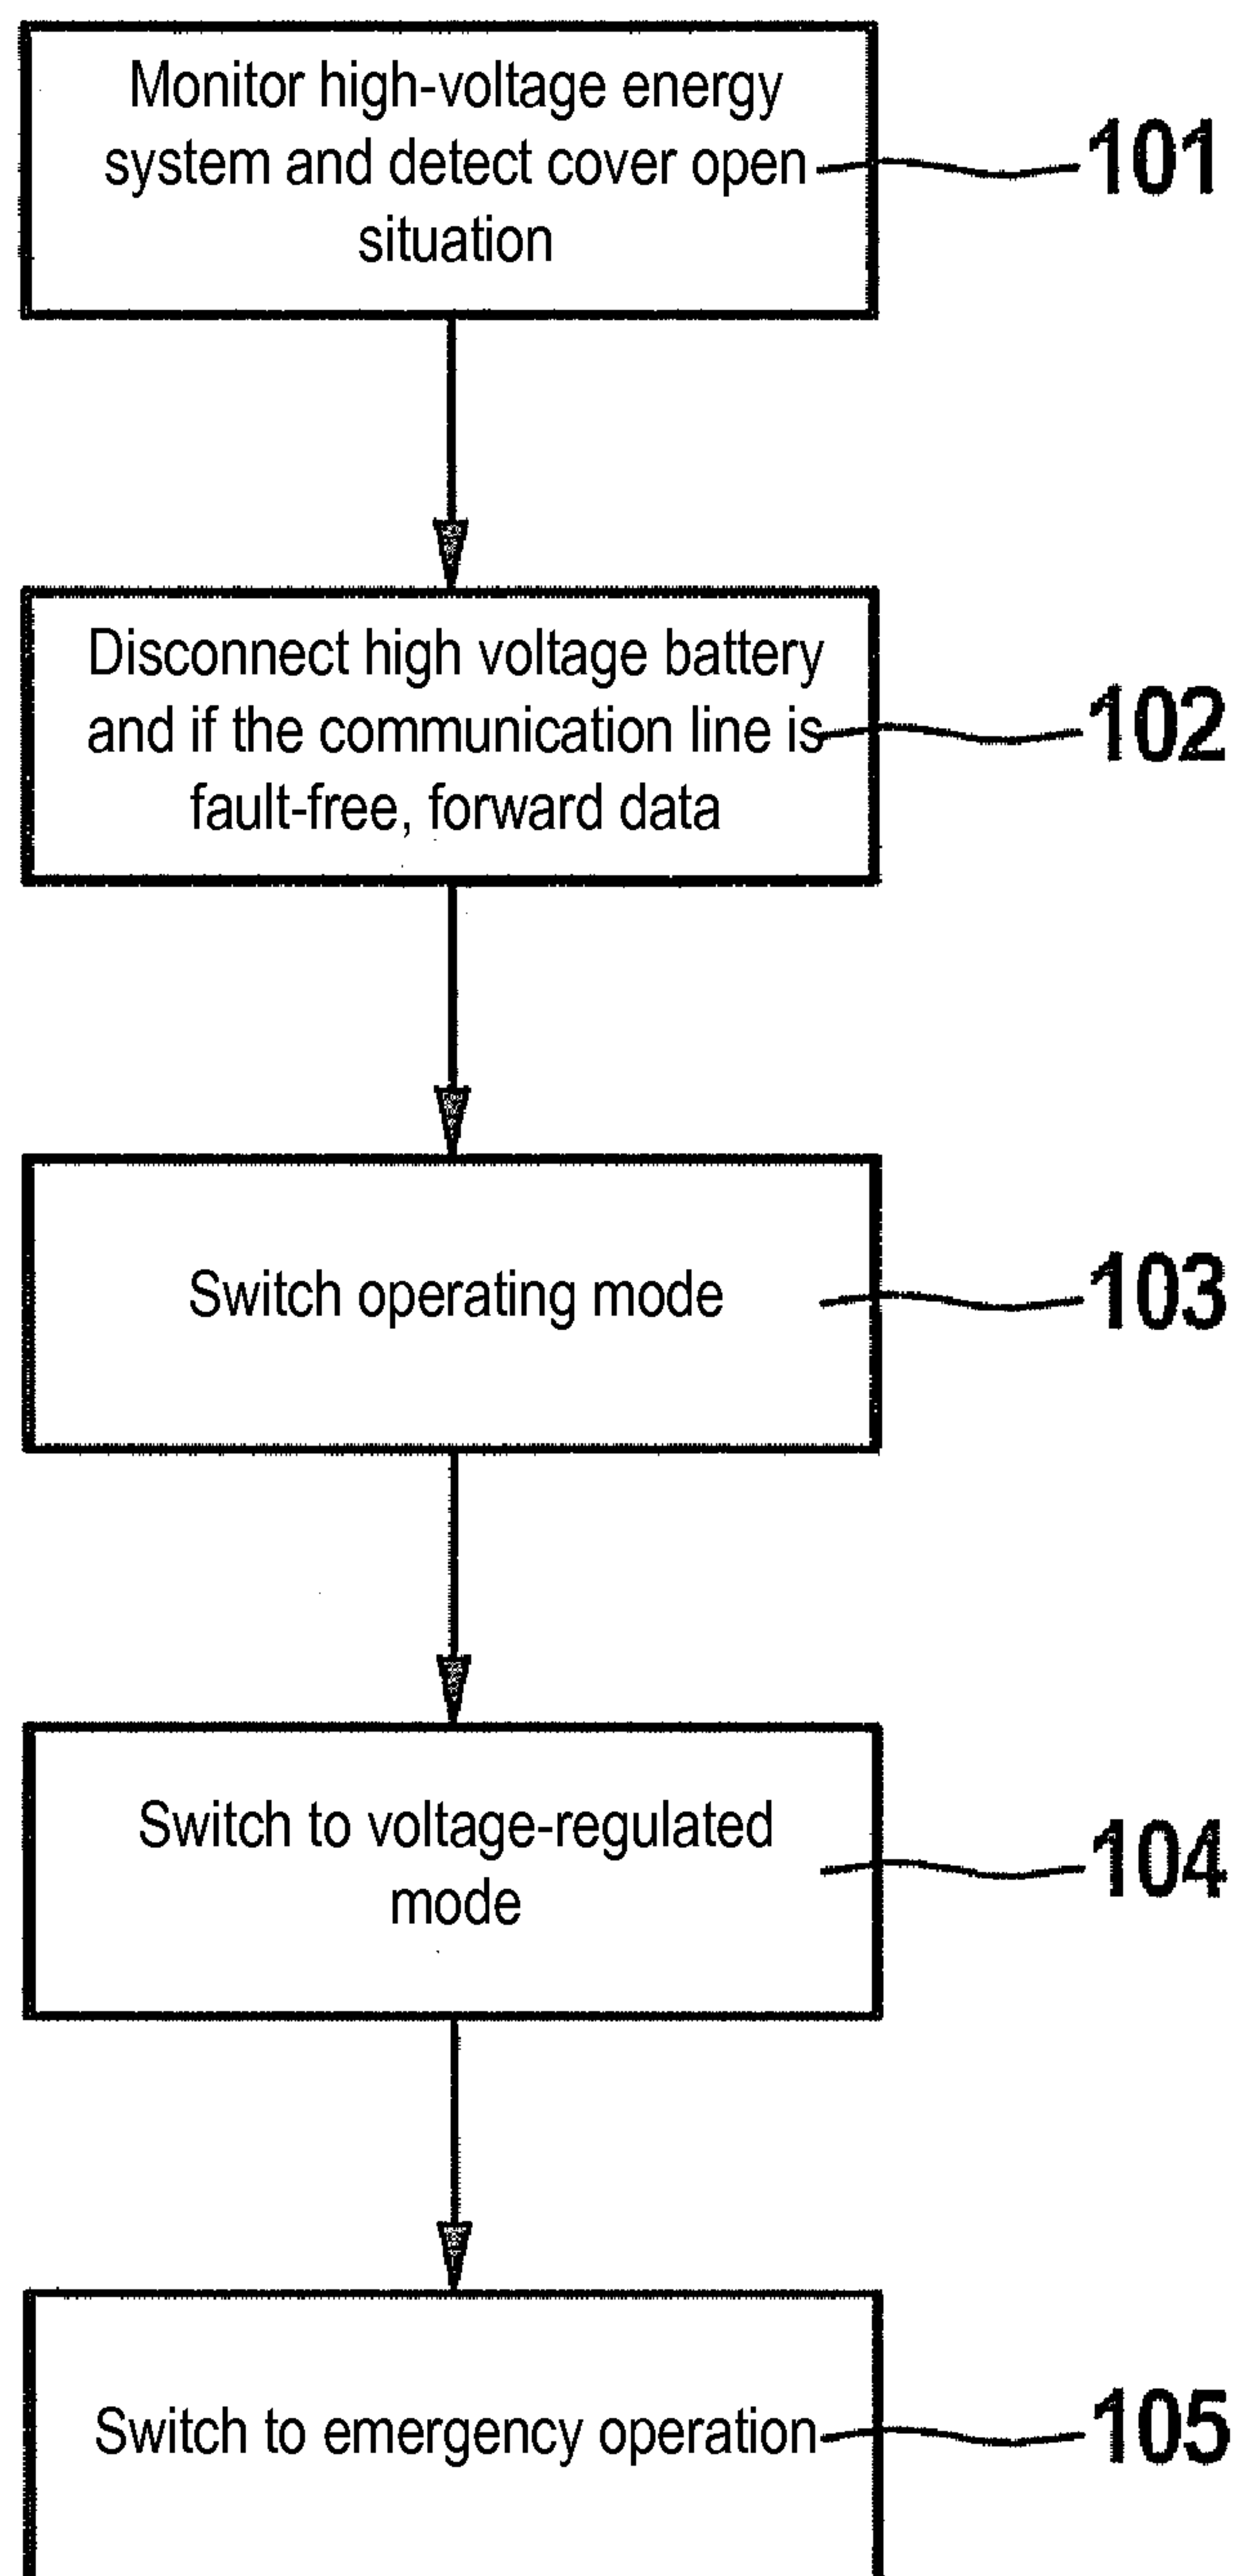 Monitor high-voltage energy
system and detect cover open
situation
101
Disconnect high voltage battery
and if the communication line is
fault-free, forward data
102
Switch operating mode
103
Switch to voltage-regulated
mode
104
Switch to emergency operation
105